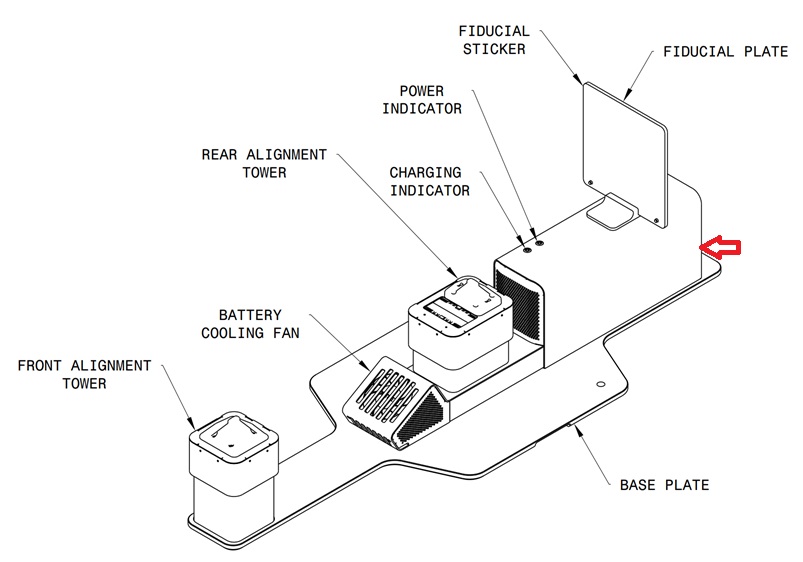 FIDUCIAL
STICKER
FIDUCIAL PLATE
POWER
INDICATOR
REAR ALIGNMENT
TOWER
CHARGING
INDICATOR
BATTERY
COOLING FAN
FRONT ALIGNMENT
TOWER
BASE PLATE